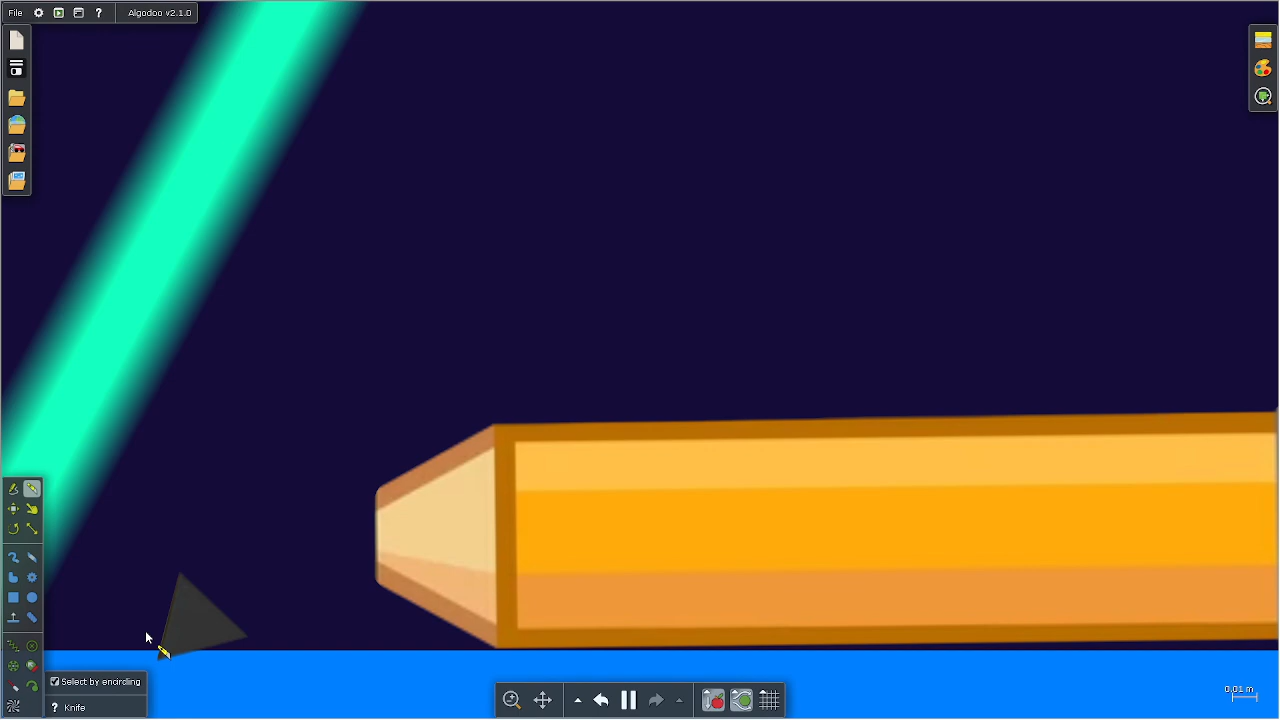 File ? Algodoo v2.1.0
Select by encircling
? Knife
0.01 m